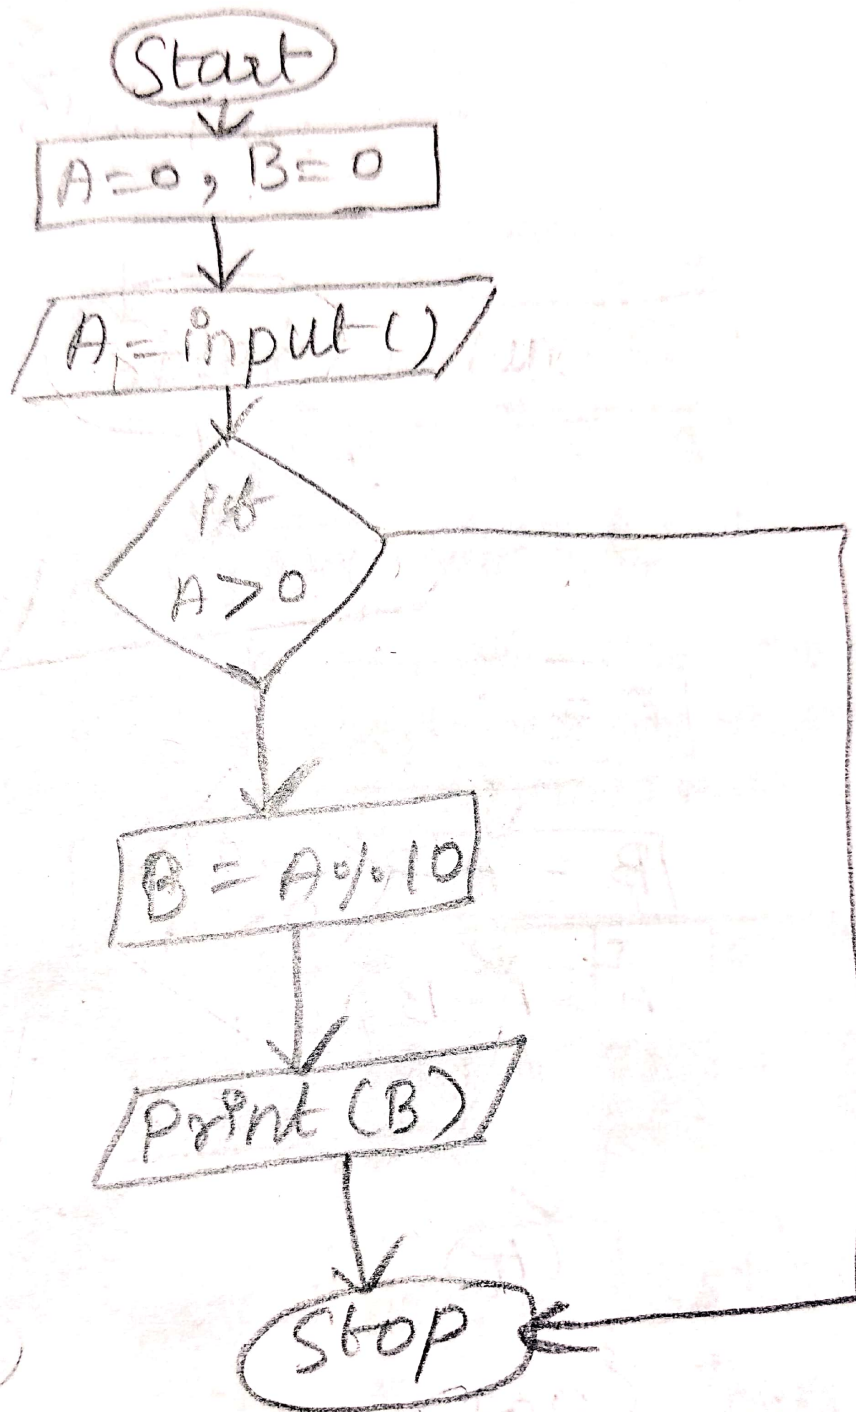 Start
A=0, B=0
A = input()
if
A>0
B = A%10
Print (B)
Stop